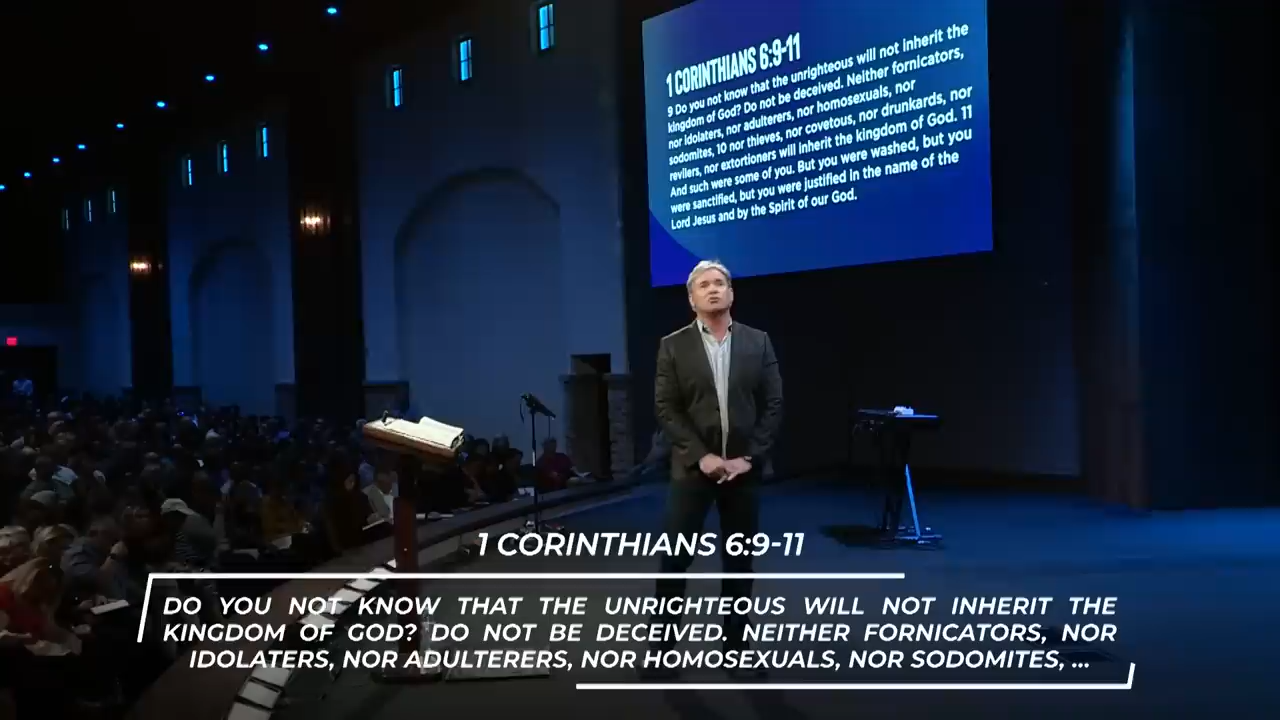 1 CORINTHIANS 6:9-11
9 Do you not know that the unrighteous will not inherit the
kingdom of God? Do not be deceived. Neither fornicators,
nor idolaters, nor adulterers, nor homosexuals, nor
sodomites, 10 nor thieves, nor covetous, nor drunkards, nor
revilers, nor extortioners will inherit the kingdom of God. 11
And such were some of you. But you were washed, but you
were sanctified, but you were justified in the name of the
Lord Jesus and by the Spirit of our God.
1 CORINTHIANS 6:9-11
DO YOU NOT KNOW THAT THE UNRIGHTEOUS WILL NOT INHERIT THE
KINGDOM OF GOD? DO NOT BE DECEIVED. NEITHER FORNICATORS, NOR
IDOLATERS, NOR ADULTERERS, NOR HOMOSEXUALS, NOR SODOMITES, ...